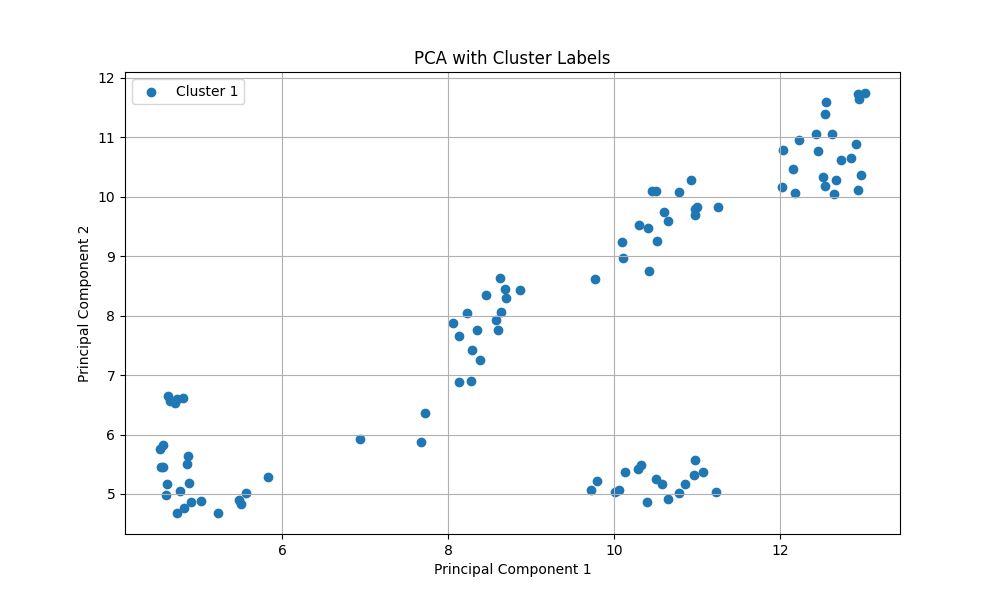 PCA with Cluster Labels
Cluster 1
Principal Component 2
12
11
10
9
8
7
6
5
6 8 10 12
Principal Component 1